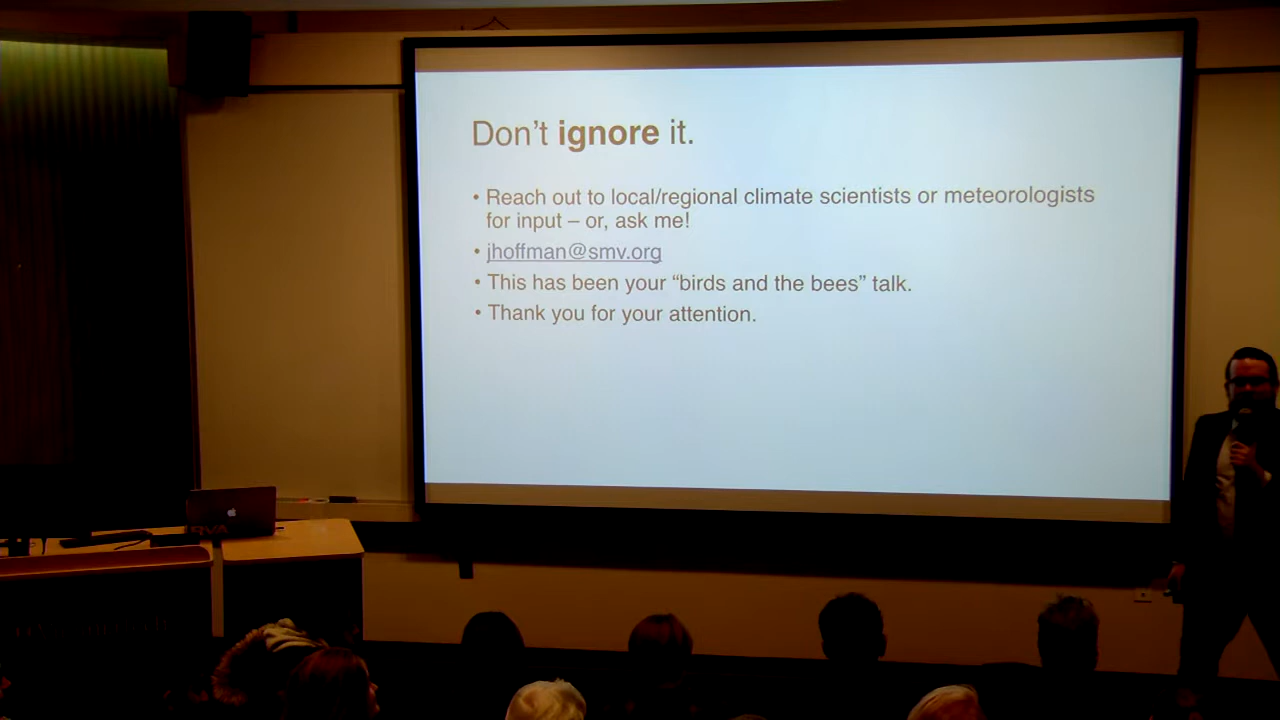 Don't ignore it.
• Reach out to local/regional climate scientists or meteorologists
for input – or, ask me!
• jhoffman@smv.org
• This has been your “birds and the bees” talk.
• Thank you for your attention.
RVA